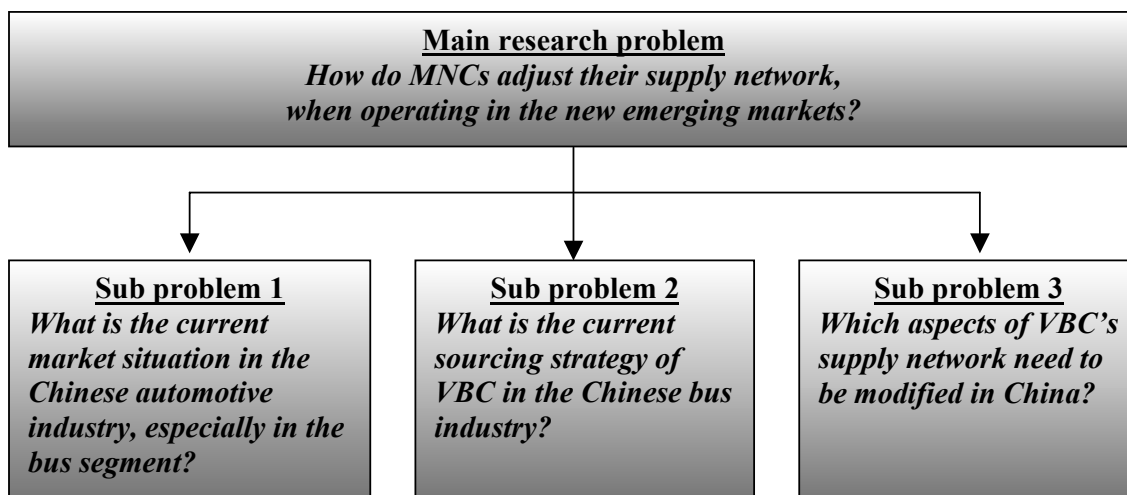 Main research problem
How do MNCs adjust their supply network,
when operating in the new emerging markets?
Sub problem 1
What is the current
market situation in the
Chinese automotive
industry, especially in the
bus segment?
Sub problem 2
What is the current
sourcing strategy of
VBC in the Chinese bus
industry?
Sub problem 3
Which aspects of VBC’s
supply network need to
be modified in China?